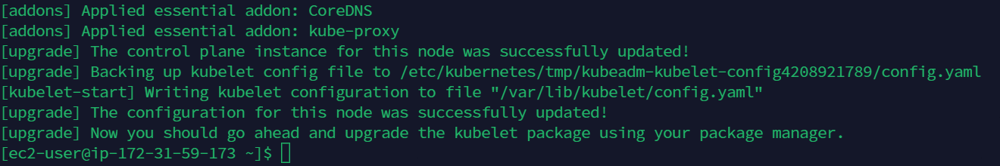 [addons] Applied essential addon: CoreDNS
[addons] Applied essential addon: kube-proxy
[upgrade] The control plane instance for this node was successfully updated!
[upgrade] Backing up kubelet config file to /etc/kubernetes/tmp/kubeadm-kubelet-config4208921789/config.yaml
[kubelet-start] Writing kubelet configuration to file "/var/lib/kubelet/config.yaml"
[upgrade] The configuration for this node was successfully updated!
[upgrade] Now you should go ahead and upgrade the kubelet package using your package manager.
[ec2-user@ip-172-31-59-173 ~]$